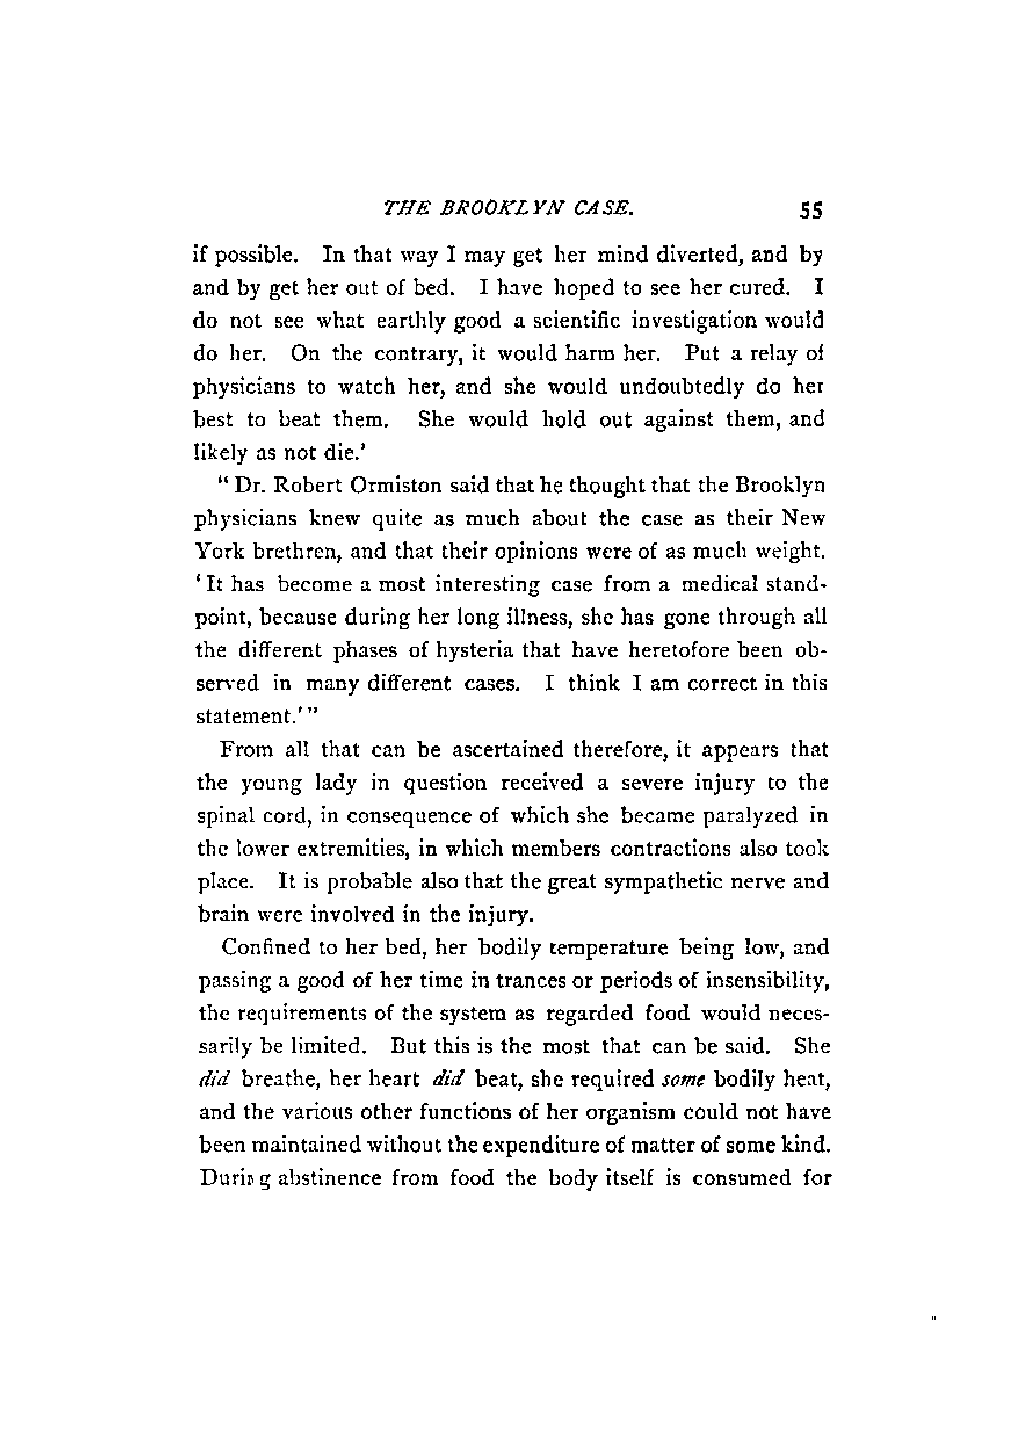 THE BROOKLYN CASE. 55
if possible. In that way I may get her mind diverted, and by
and by get her out of bed. I have hoped to see her cured. I
do not see what earthly good a scientific investigation would
do her. On the contrary, it would harm her. Put a relay of
physicians to watch her, and she would undoubtedly do her
best to beat them. She would hold out against them, and
likely as not die.'
“ Dr. Robert Ormiston said that he thought that the Brooklyn
physicians knew quite as much about the case as their New
York brethren, and that their opinions were of as much weight.
‘It has become a most interesting case from a medical stand-
point, because during her long illness, she has gone through all
the different phases of hysteria that have heretofore been ob-
served in many different cases. I think I am correct in this
statement.’”
From all that can be ascertained therefore, it appears that
the young lady in question received a severe injury to the
spinal cord, in consequence of which she became paralyzed in
the lower extremities, in which members contractions also took
place. It is probable also that the great sympathetic nerve and
brain were involved in the injury.
Confined to her bed, her bodily temperature being low, and
passing a good of her time in trances or periods of insensibility,
the requirements of the system as regarded food would neces-
sarily be limited. But this is the most that can be said. She
did breathe, her heart did beat, she required some bodily heat,
and the various other functions of her organism could not have
been maintained without the expenditure of matter of some kind.
During abstinence from food the body itself is consumed for